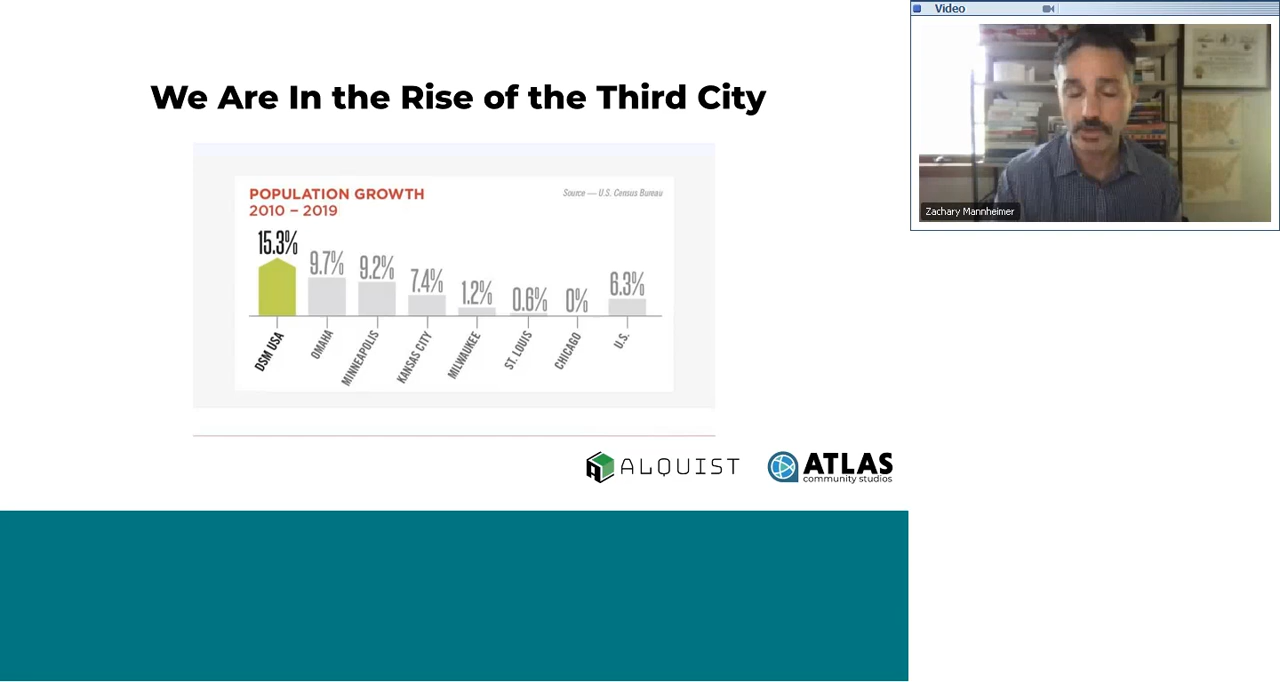 Video
We Are In the Rise of the Third City
POPULATION GROWTH
2010 – 2019
Source — U.S. Census Bureau
15.3%
9.7%
9.2%
7.4%
1.2%
0.6%
0%
6.3%
DSM USA
OMAHA
MINNEAPOLIS
KANSAS CITY
MILWAUKEE
ST. LOUIS
CHICAGO
U.S.
Zachary Mannheimer
ALQUIST
ATLAS
community studios